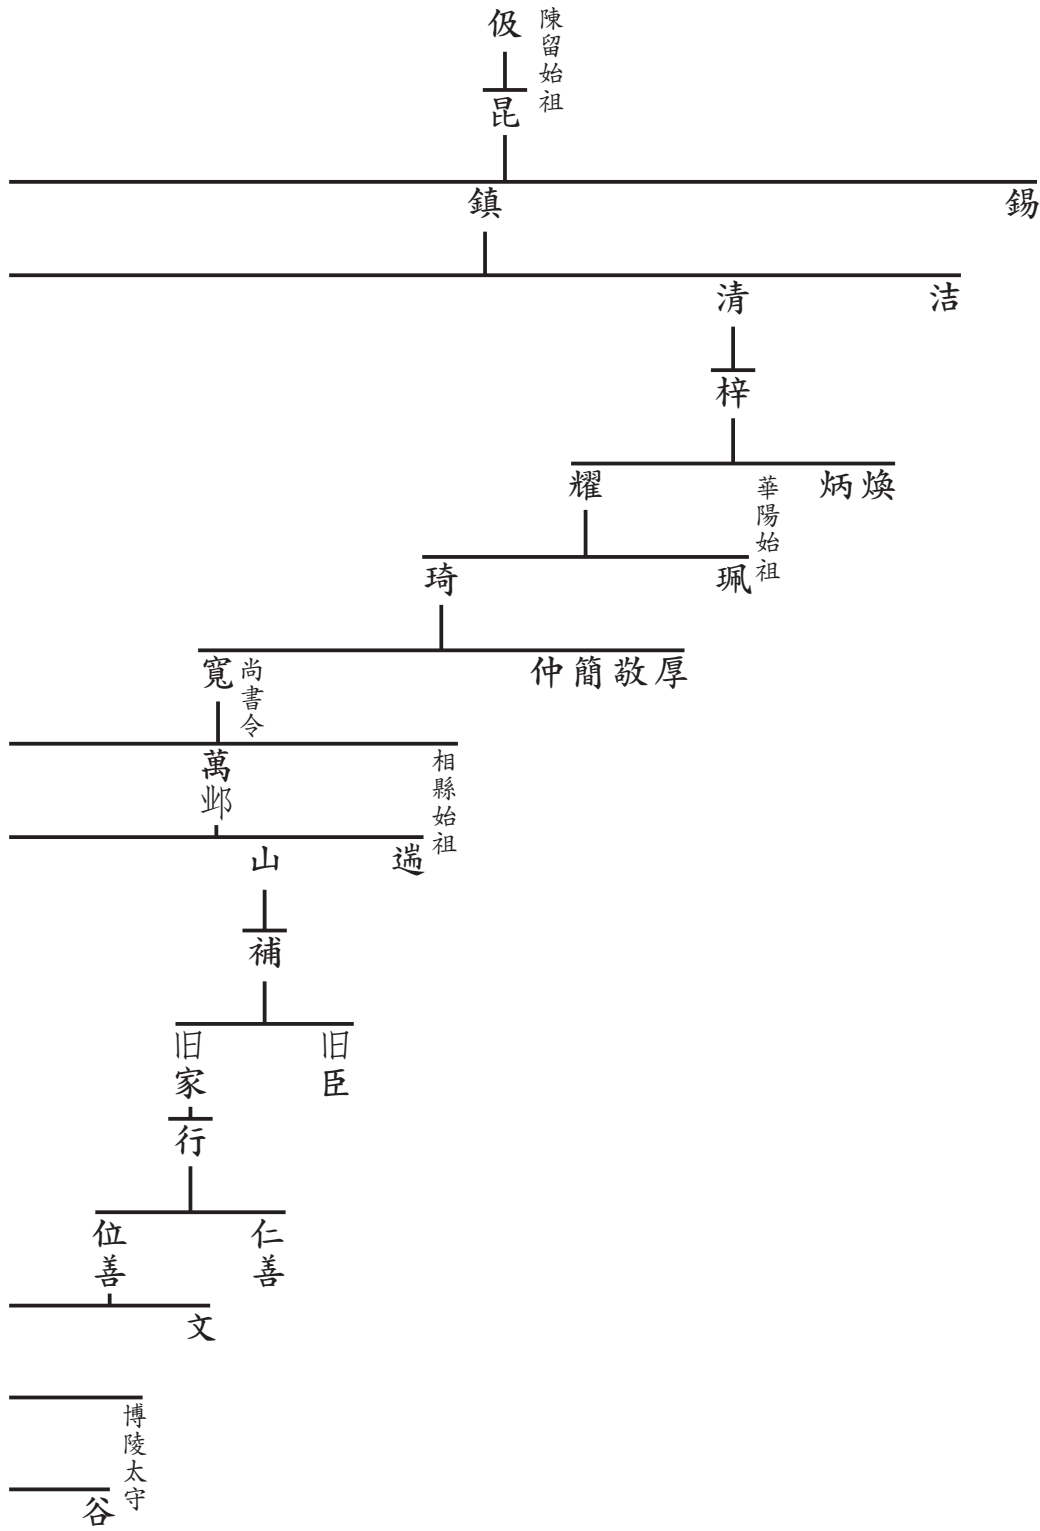 伋
陳留始祖
昆
錫
鎮
洁
清
梓
煥
炳
耀
華陽始祖
珮
琦
厚
敬
簡
仲
尚書令
寬
萬邺
相縣始祖
遄
山
補
旧臣
旧家
行
仁善
位善
文
博陵太守
谷